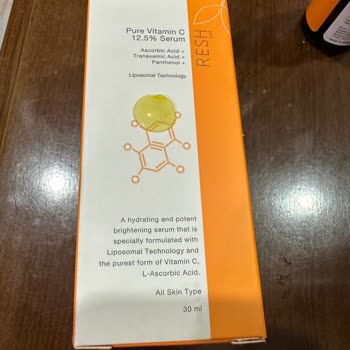 Pure Vitamin C
12.5% Serum
Ascorbic Acid +
Tranexamic Acid +
Panthenol +
Liposomal Technology
RESH
A hydrating and potent
brightening serum that is
specially formulated with
Liposomal Technology and
the purest form of Vitamin C,
L-Ascorbic Acid.
All Skin Type
30 ml